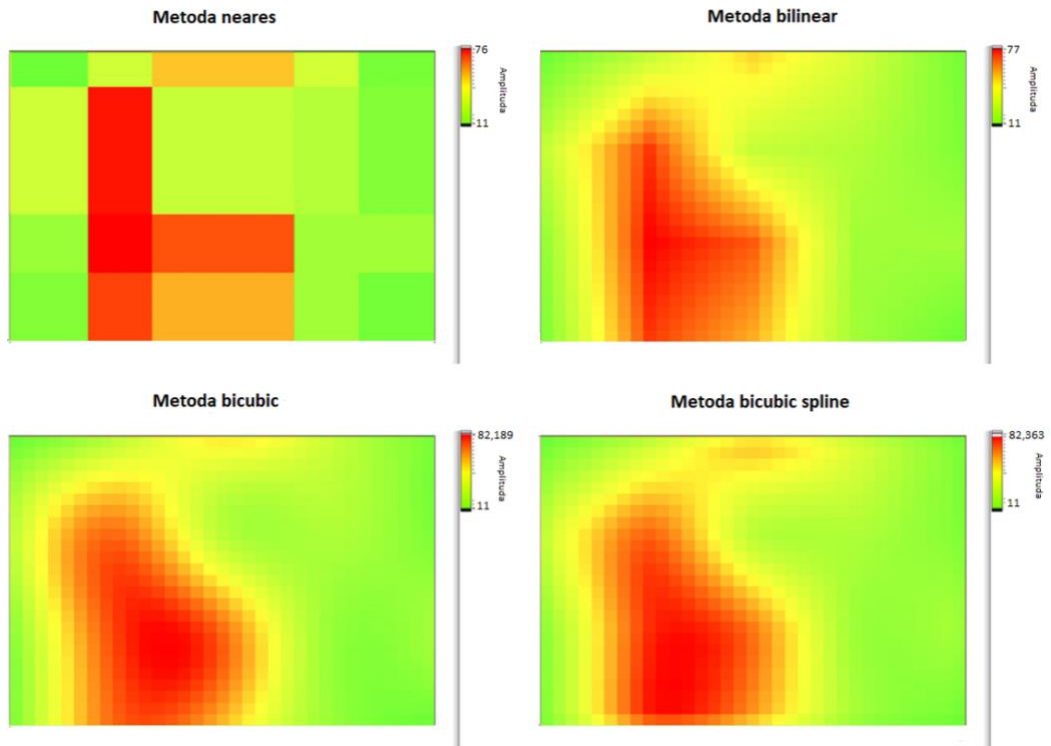 Metoda neares
76
Amplituda
11
Metoda bilinear
77
Amplituda
11
Metoda bicubic
82,189
Amplituda
11
Metoda bicubic spline
82,363
Amplituda
11